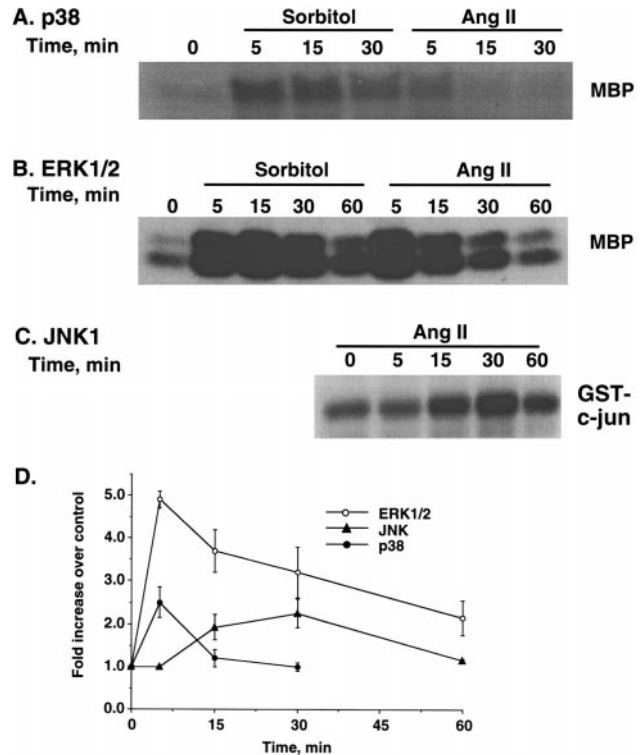 A. p38
Sorbitol Ang II
Time, min 0 5 15 30 5 15 30
MBP
B. ERK1/2
Sorbitol Ang II
Time, min
0 5 15 30 60 5 15 30 60
MBP
C. JNK1
Ang II
Time, min 0 5 15 30 60
GST-
c-jun
D.
Fold increase over control
5.0
4.0
3.0
2.0
1.0
0.0
ERK1/2
JNK
p38
0 15 30 45 60
Time, min